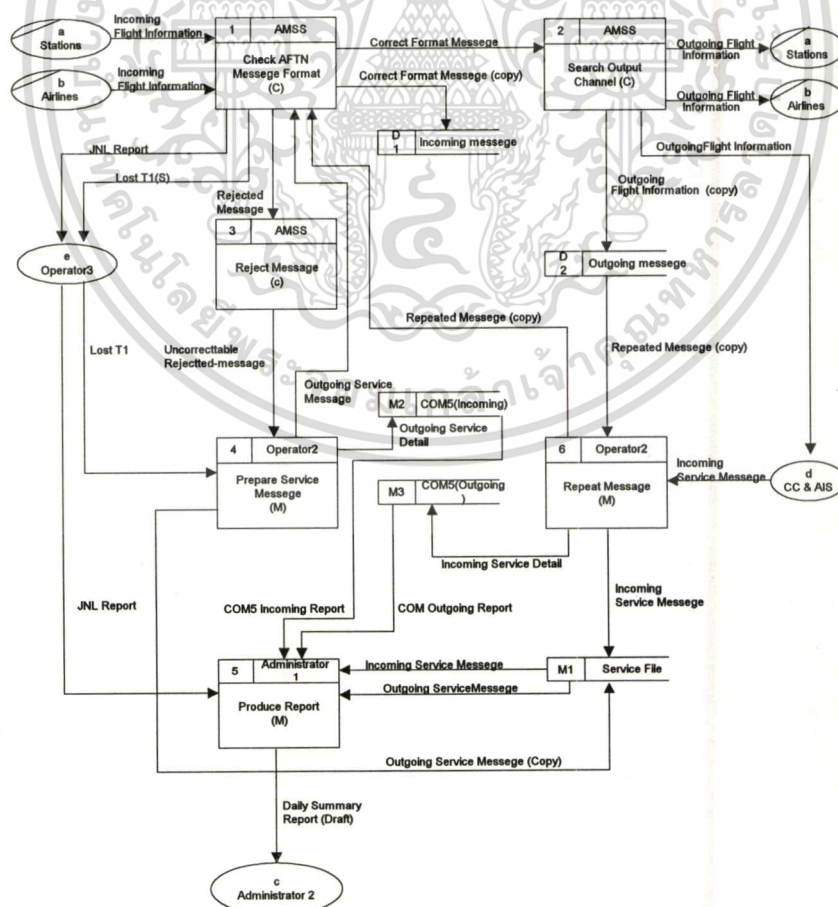 a
Stations
Incoming
Flight Information
b
Airlines
Incoming
Flight Information
1 AMSS
Check AFTN
Messege Format
(C)
Correct Format Messege
Correct Format Messege (copy)
2 AMSS
Search Output
Channel (C)
Outgoing Flight
Information
a
Stations
Outgoing Flight
Information
b
Airlines
D
1
Incoming messege
JNL Report
Lost T1(S)
Rejected
Message
OutgoingFlight Information
Outgoing
Flight Information (copy)
3 AMSS
Reject Message
(c)
e
Operator3
D
2
Outgoing message
Repeated Messege (copy)
Repeated Messege (copy)
Lost T1
Uncorrecttable
Rejectted-message
Outgoing Service
Message
M2 COM5(Incoming)
Outgoing Service
Detail
4 Operator2
Prepare Service
Messege
(M)
6 Operator2
Repeat Message
(M)
Incoming
Service Messege
d
CC & AIS
M3 COM5(Outgoing
)
Incoming Service Detail
Incoming
Service Messege
JNL Report
COM5 Incoming Report
COM Outgoing Report
5 Administrator
1
Produce Report
(M)
Incoming Service Messege
Outgoing ServiceMessege
M1 Service File
Outgoing Service Messege (Copy)
Daily Summary
Report (Draft)
c
Administrator 2